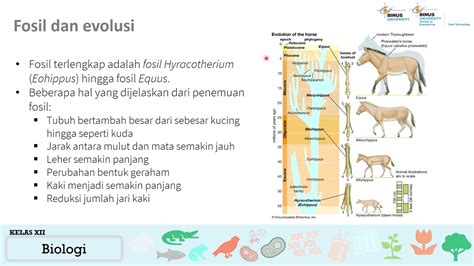 Fosil dan evolusi
BINUS
UNIVERSITY
BINUS
UNIVERSITY
Food Technology
• Fosil terlengkap adalah fosil Hyracotherium
(Eohippus) hingga fosil Equus.
• Beberapa hal yang dijelaskan dari penemuan
fosil:
▪ Tubuh bertambah besar dari sebesar kucing
hingga seperti kuda
▪ Jarak antara mulut dan mata semakin jauh
▪ Leher semakin panjang
▪ Perubahan bentuk geraham
▪ Kaki menjadi semakin panjang
▪ Reduksi jumlah jari kaki
Evolution of the horse
epoch phylogeny
Holocene
Pleistocene
Pliocene
Miocene
Oligocene
Eocene
millions of years ago
Equus
Merychippus
Mesohippus
Hyracotherium
(Eohippus)
© Encyclopædia Britannica, Inc.
bones of
forefoot
modern Thoroughbred
Przewalski's horse
(Equus caballus przewalskii)
Merychippus
Mesohippus
Animal illustrations
are to scale.
Hyracotherium (dawn horse)
KELAS XII
Biologi